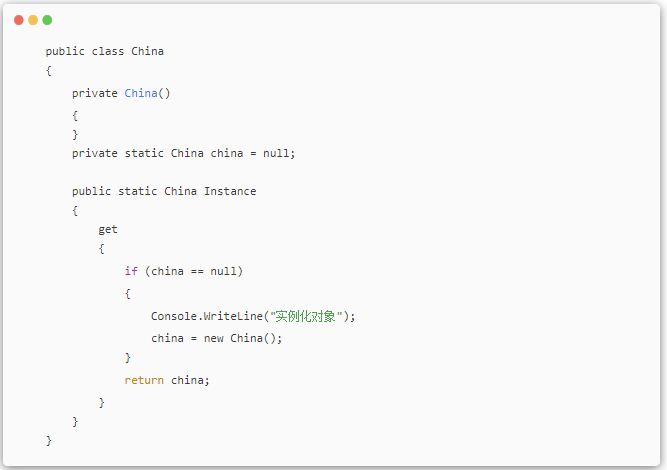 public class China
{
private China()
{
}
private static China china = null;
public static China Instance
{
get
{
if (china == null)
{
Console.WriteLine("实例化对象");
china = new China();
}
return china;
}
}
}